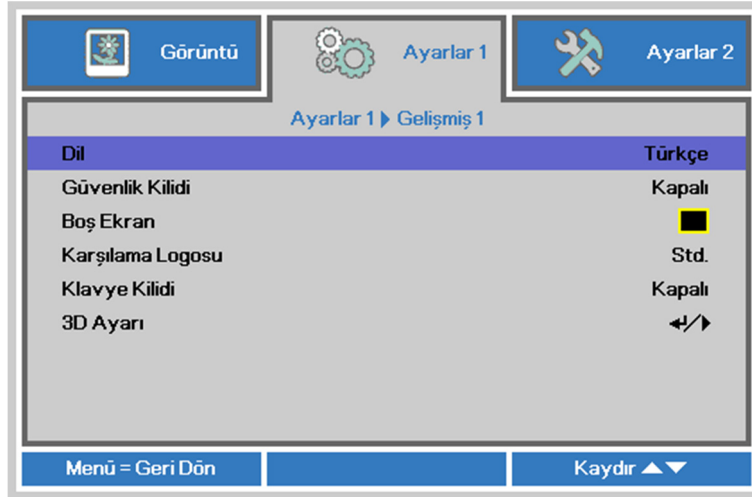 Görüntü Ayarlar 1 Ayarlar 2
Ayarlar 1 Gelişmiş 1
Dil Türkçe
Güvenlik Kilidi Kapalı
Boş Ekran
Karşılama Logosu Std.
Klavye Kilidi Kapalı
3D Ayarı ↵/▶
Menü = Geri Dön Kaydır ▲▼